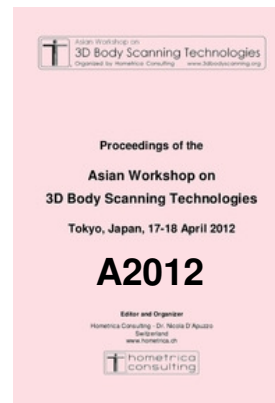 Asian Workshop on
3D Body Scanning Technologies
Organized by Hometrica Consulting www.3dbodyscanning.org
Proceedings of the
Asian Workshop on
3D Body Scanning Technologies
Tokyo, Japan, 17-18 April 2012
A2012
Editor and Organizer
Hometrica Consulting - Dr. Nicola D'Apuzzo
Switzerland
www.hometrica.ch
hometrica
consulting